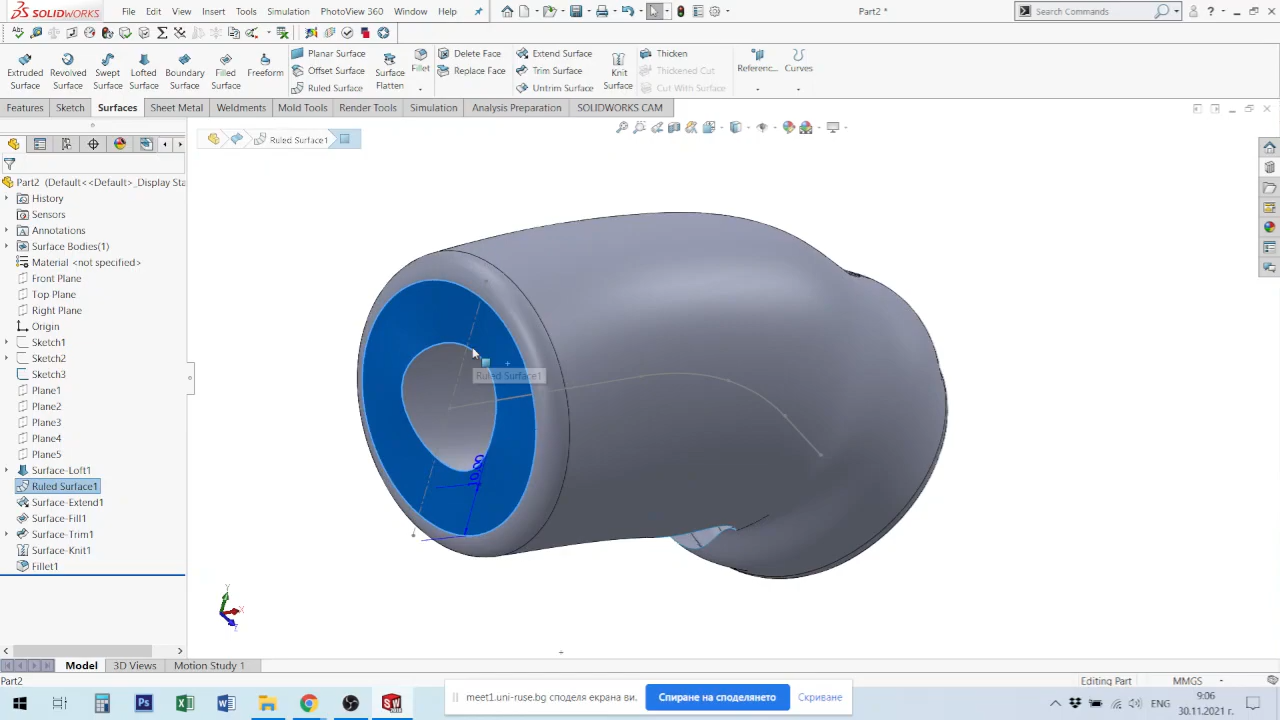 SOLIDWORKS File Edit View Insert Tools Simulation PhotoView 360 Window Help Part2 * Search Commands
Extruded Surface Revolved Surface Swept Surface Lofted Surface Boundary Surface Filled Surface Freeform Planar Surface Offset Surface Ruled Surface Surface Flatten Fillet Delete Face Replace Face Extend Surface Trim Surface Untrim Surface Knit Surface Thicken Thickened Cut Cut With Surface Referenc... Curves
Features Sketch Surfaces Sheet Metal Weldments Mold Tools Render Tools Simulation Analysis Preparation SOLIDWORKS CAM
Ruled Surface1
Part2 (Default<<Default>_Display Sta
History
Sensors
Annotations
Surface Bodies(1)
Material <not specified>
Front Plane
Top Plane
Right Plane
Origin
Sketch1
Sketch2
Sketch3
Plane1
Plane2
Plane3
Plane4
Plane5
Surface-Loft1
Ruled Surface1
Surface-Extend1
Surface-Fill1
Surface-Trim1
Surface-Knit1
Fillet1
Ruled Surface1
Y
X
Z
Model 3D Views Motion Study 1
Part2 Editing Part MMGS
meet1.uni-ruse.bg споделя екрана ви. Спиране на споделянето Скриване
ENG 9:06
30.11.2021 г.